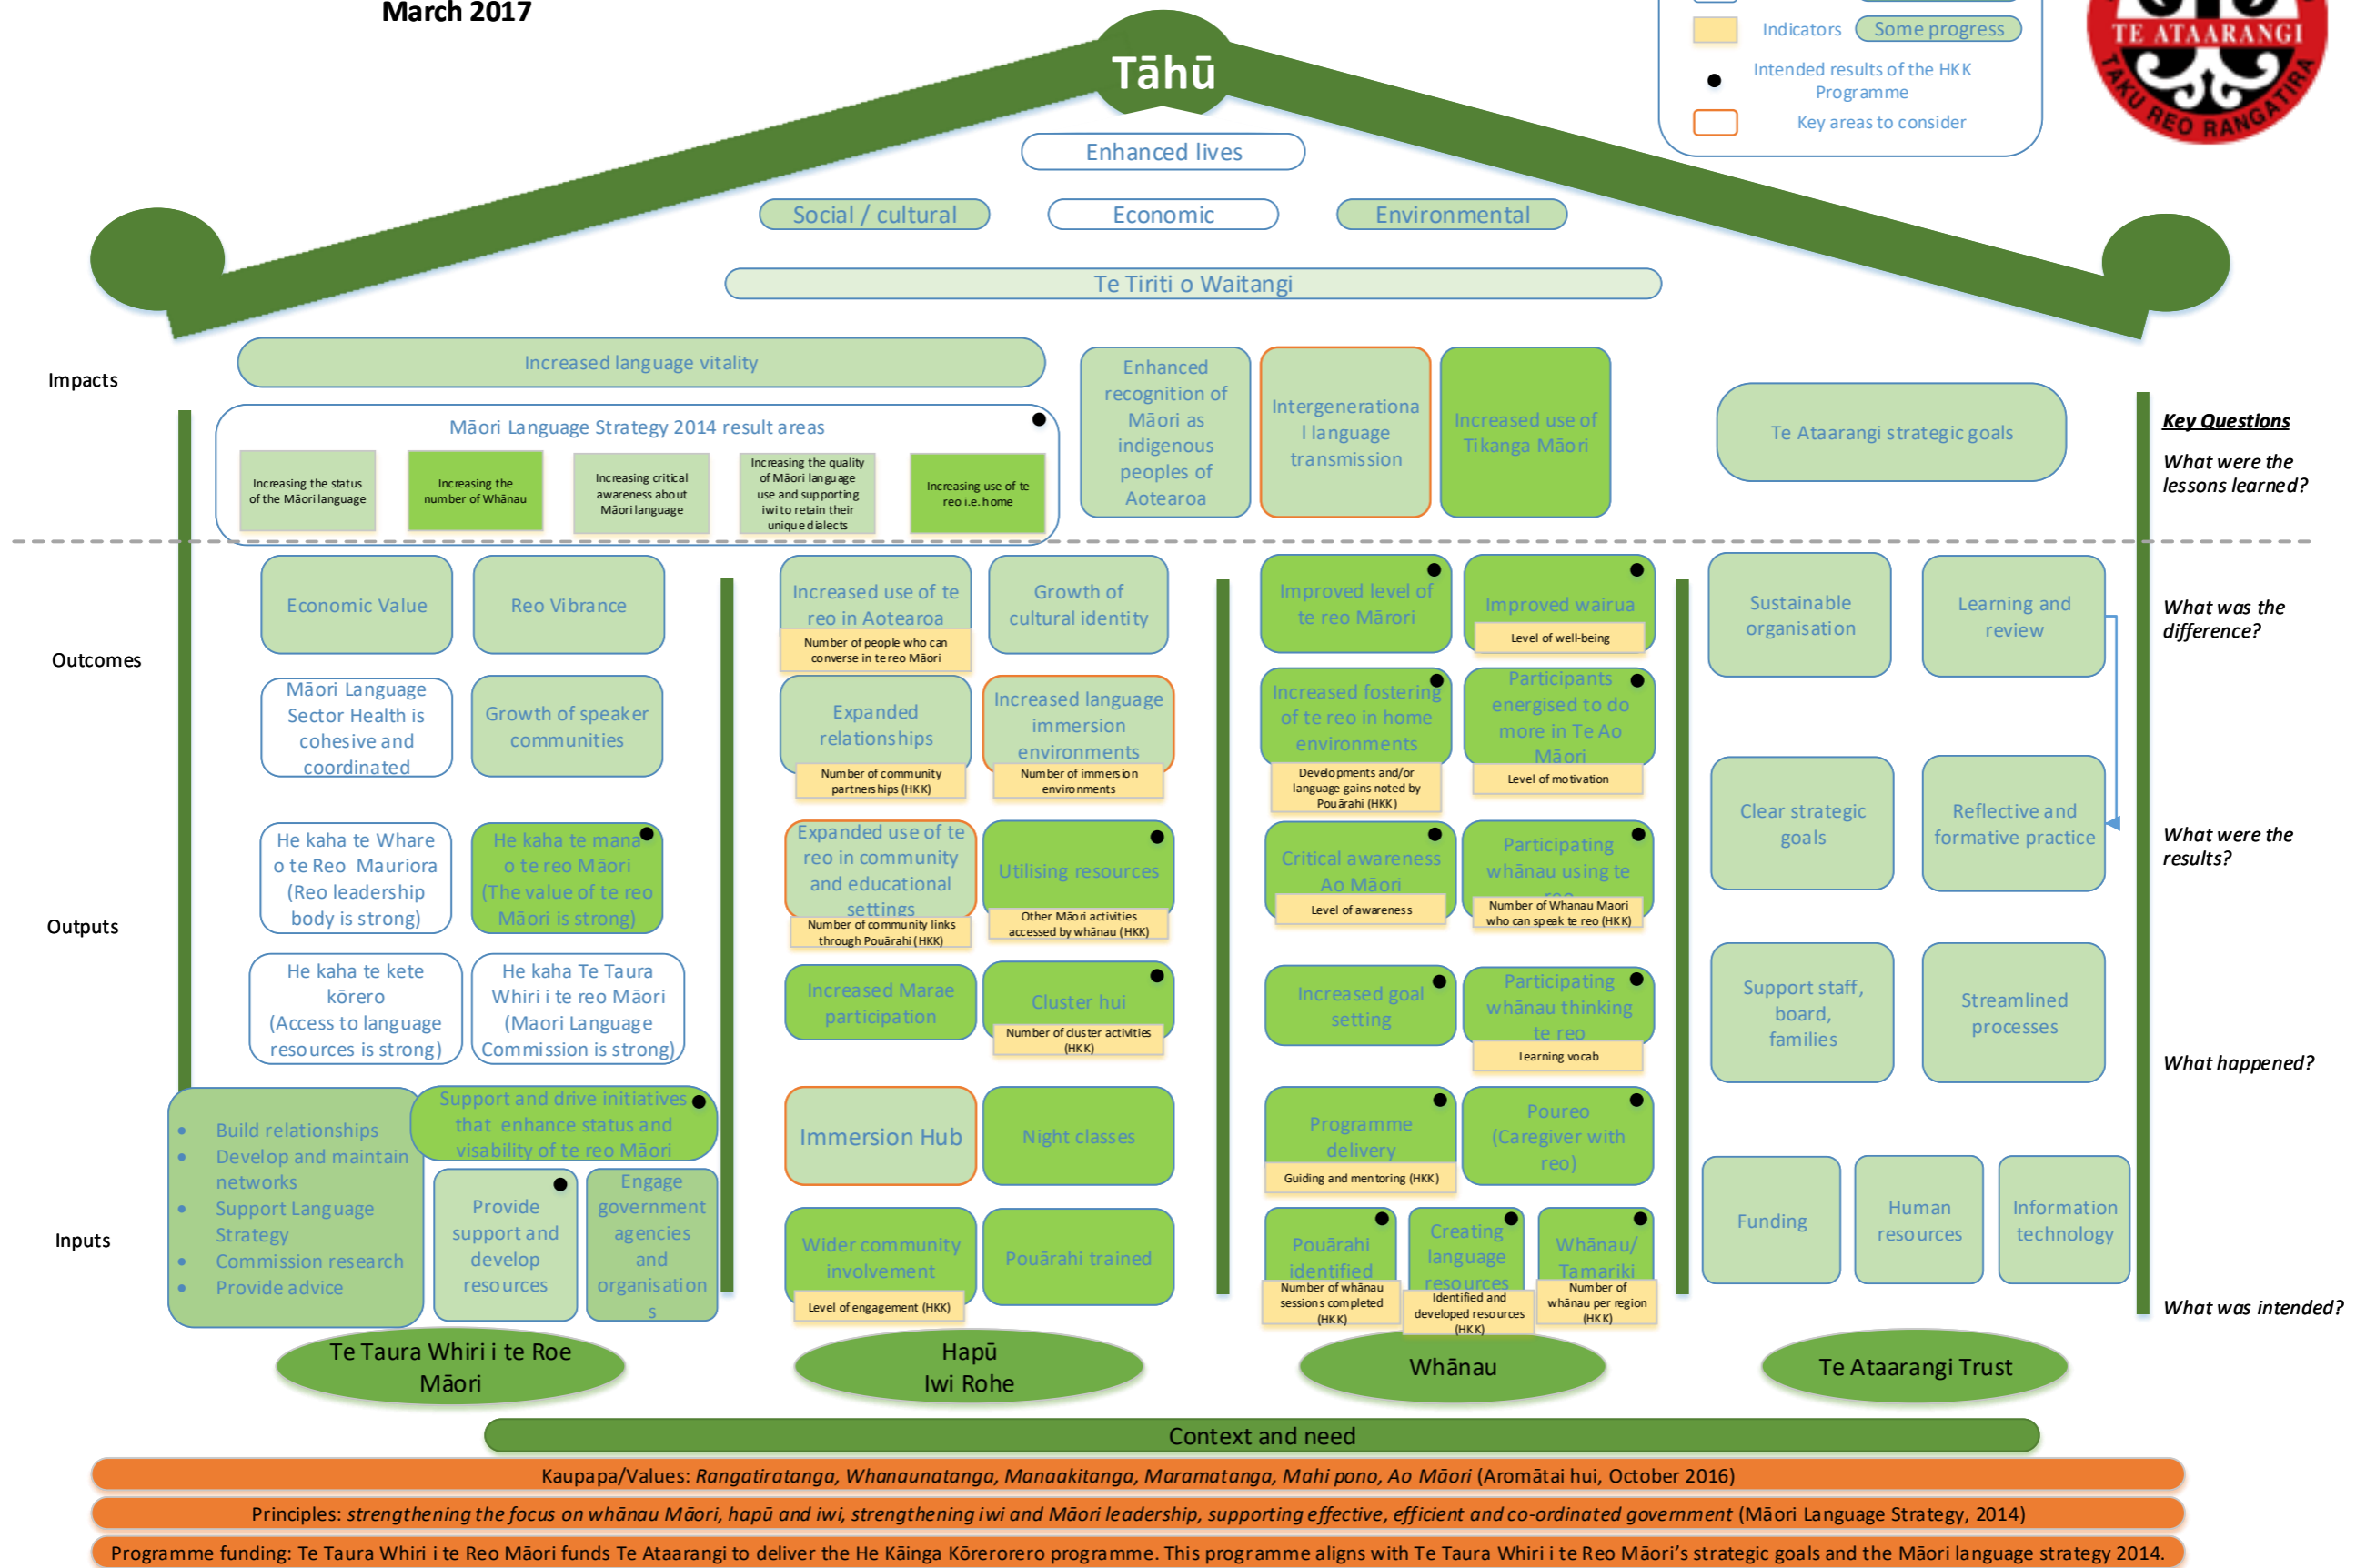 March 2017
Indicators
Some progress
Intended results of the HKK
Programme
Key areas to consider
TE ATAARANGI
TAKU REO RANGATIRA
Tāhū
Enhanced lives
Social / cultural
Economic
Environmental
Te Tiriti o Waitangi
Impacts
Increased language vitality
Māori Language Strategy 2014 result areas
Increasing the status
of the Māori language
Increasing the
number of Whānau
Increasing critical
awareness about
Māori language
Increasing the quality
of Māori language
use and supporting
iwi to retain their
unique dialects
Increasing use of te
reo i.e. home
Enhanced
recognition of
Māori as
indigenous
peoples of
Aotearoa
Intergenerationa
l language
transmission
Increased use of
Tikanga Māori
Te Ataarangi strategic goals
Key Questions
What were the
lessons learned?
Outcomes
Economic Value
Reo Vibrance
Māori Language
Sector Health is
cohesive and
coordinated
Growth of speaker
communities
Increased use of te
reo in Aotearoa
Number of people who can
converse in te reo Māori
Growth of
cultural identity
Expanded
relationships
Number of community
partnerships (HKK)
Increased language
immersion
environments
Number of immersion
environments
Improved level of
te reo Mārori
Improved wairua
Level of well-being
Increased fostering
of te reo in home
environments
Developments and/or
language gains noted by
Pouārahi (HKK)
Participants
energised to do
more in Te Ao
Māori
Level of motivation
Sustainable
organisation
Learning and
review
What was the
difference?
Clear strategic
goals
Reflective and
formative practice
What were the
results?
Outputs
He kaha te Whare
o te Reo Mauriora
(Reo leadership
body is strong)
He kaha te mana
o te reo Māori
(The value of te reo
Māori is strong)
He kaha te kete
kōrero
(Access to language
resources is strong)
He kaha Te Taura
Whiri i te reo Māori
(Maori Language
Commission is strong)
Expanded use of te
reo in community
and educational
settings
Number of community links
through Pouārahi (HKK)
Utilising resources
Other Māori activities
accessed by whānau (HKK)
Increased Marae
participation
Cluster hui
Number of cluster activities
(HKK)
Critical awareness
Ao Māori
Level of awareness
Participating
whānau using te
reo
Number of Whanau Maori
who can speak te reo (HKK)
Increased goal
setting
Participating
whānau thinking
te reo
Learning vocab
Support staff,
board,
families
Streamlined
processes
What happened?
Inputs
Build relationships
Develop and maintain
networks
Support Language
Strategy
Commission research
Provide advice
Support and drive initiatives
that enhance status and
visability of te reo Māori
Provide
support and
develop
resources
Engage
government
agencies
and
organisation
s
Immersion Hub
Night classes
Wider community
involvement
Level of engagement (HKK)
Pouārahi trained
Programme
delivery
Guiding and mentoring (HKK)
Poureo
(Caregiver with
reo)
Pouārahi
identified
Number of whānau
sessions completed
(HKK)
Creating
language
resources
Identified and
developed resources
(HKK)
Whānau/
Tamariki
Number of
whānau per region
(HKK)
Funding
Human
resources
Information
technology
What was intended?
Te Taura Whiri i te Roe
Māori
Hapū
Iwi Rohe
Whānau
Te Ataarangi Trust
Context and need
Kaupapa/Values: Rangatiratanga, Whanaunatanga, Manaakitanga, Maramatanga, Mahi pono, Ao Māori (Aromātai hui, October 2016)
Principles: strengthening the focus on whānau Māori, hapū and iwi, strengthening iwi and Māori leadership, supporting effective, efficient and co-ordinated government (Māori Language Strategy, 2014)
Programme funding: Te Taura Whiri i te Reo Māori funds Te Ataarangi to deliver the He Kāinga Kōrerorero programme. This programme aligns with Te Taura Whiri i te Reo Māori's strategic goals and the Māori language strategy 2014.